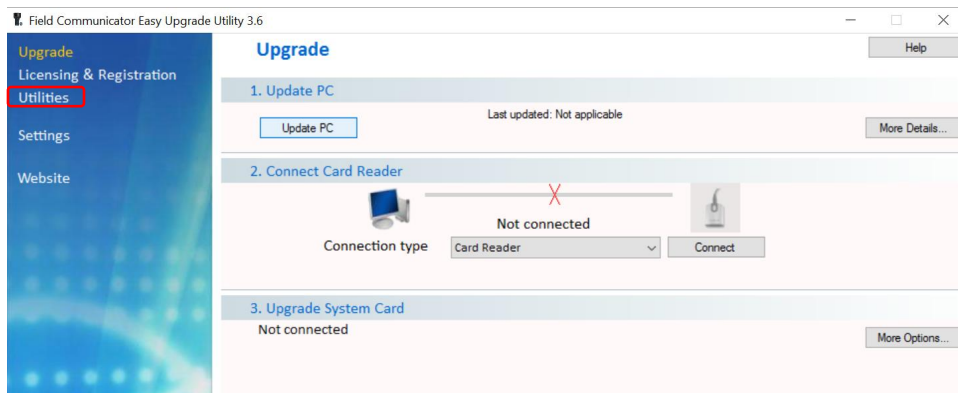 Field Communicator Easy Upgrade Utility 3.6
Upgrade
Licensing & Registration
Utilities
Settings
Website
Upgrade
Help
1. Update PC
Last updated: Not applicable
Update PC
More Details...
2. Connect Card Reader
Not connected
Connection type
Card Reader
Connect
3. Upgrade System Card
Not connected
More Options...